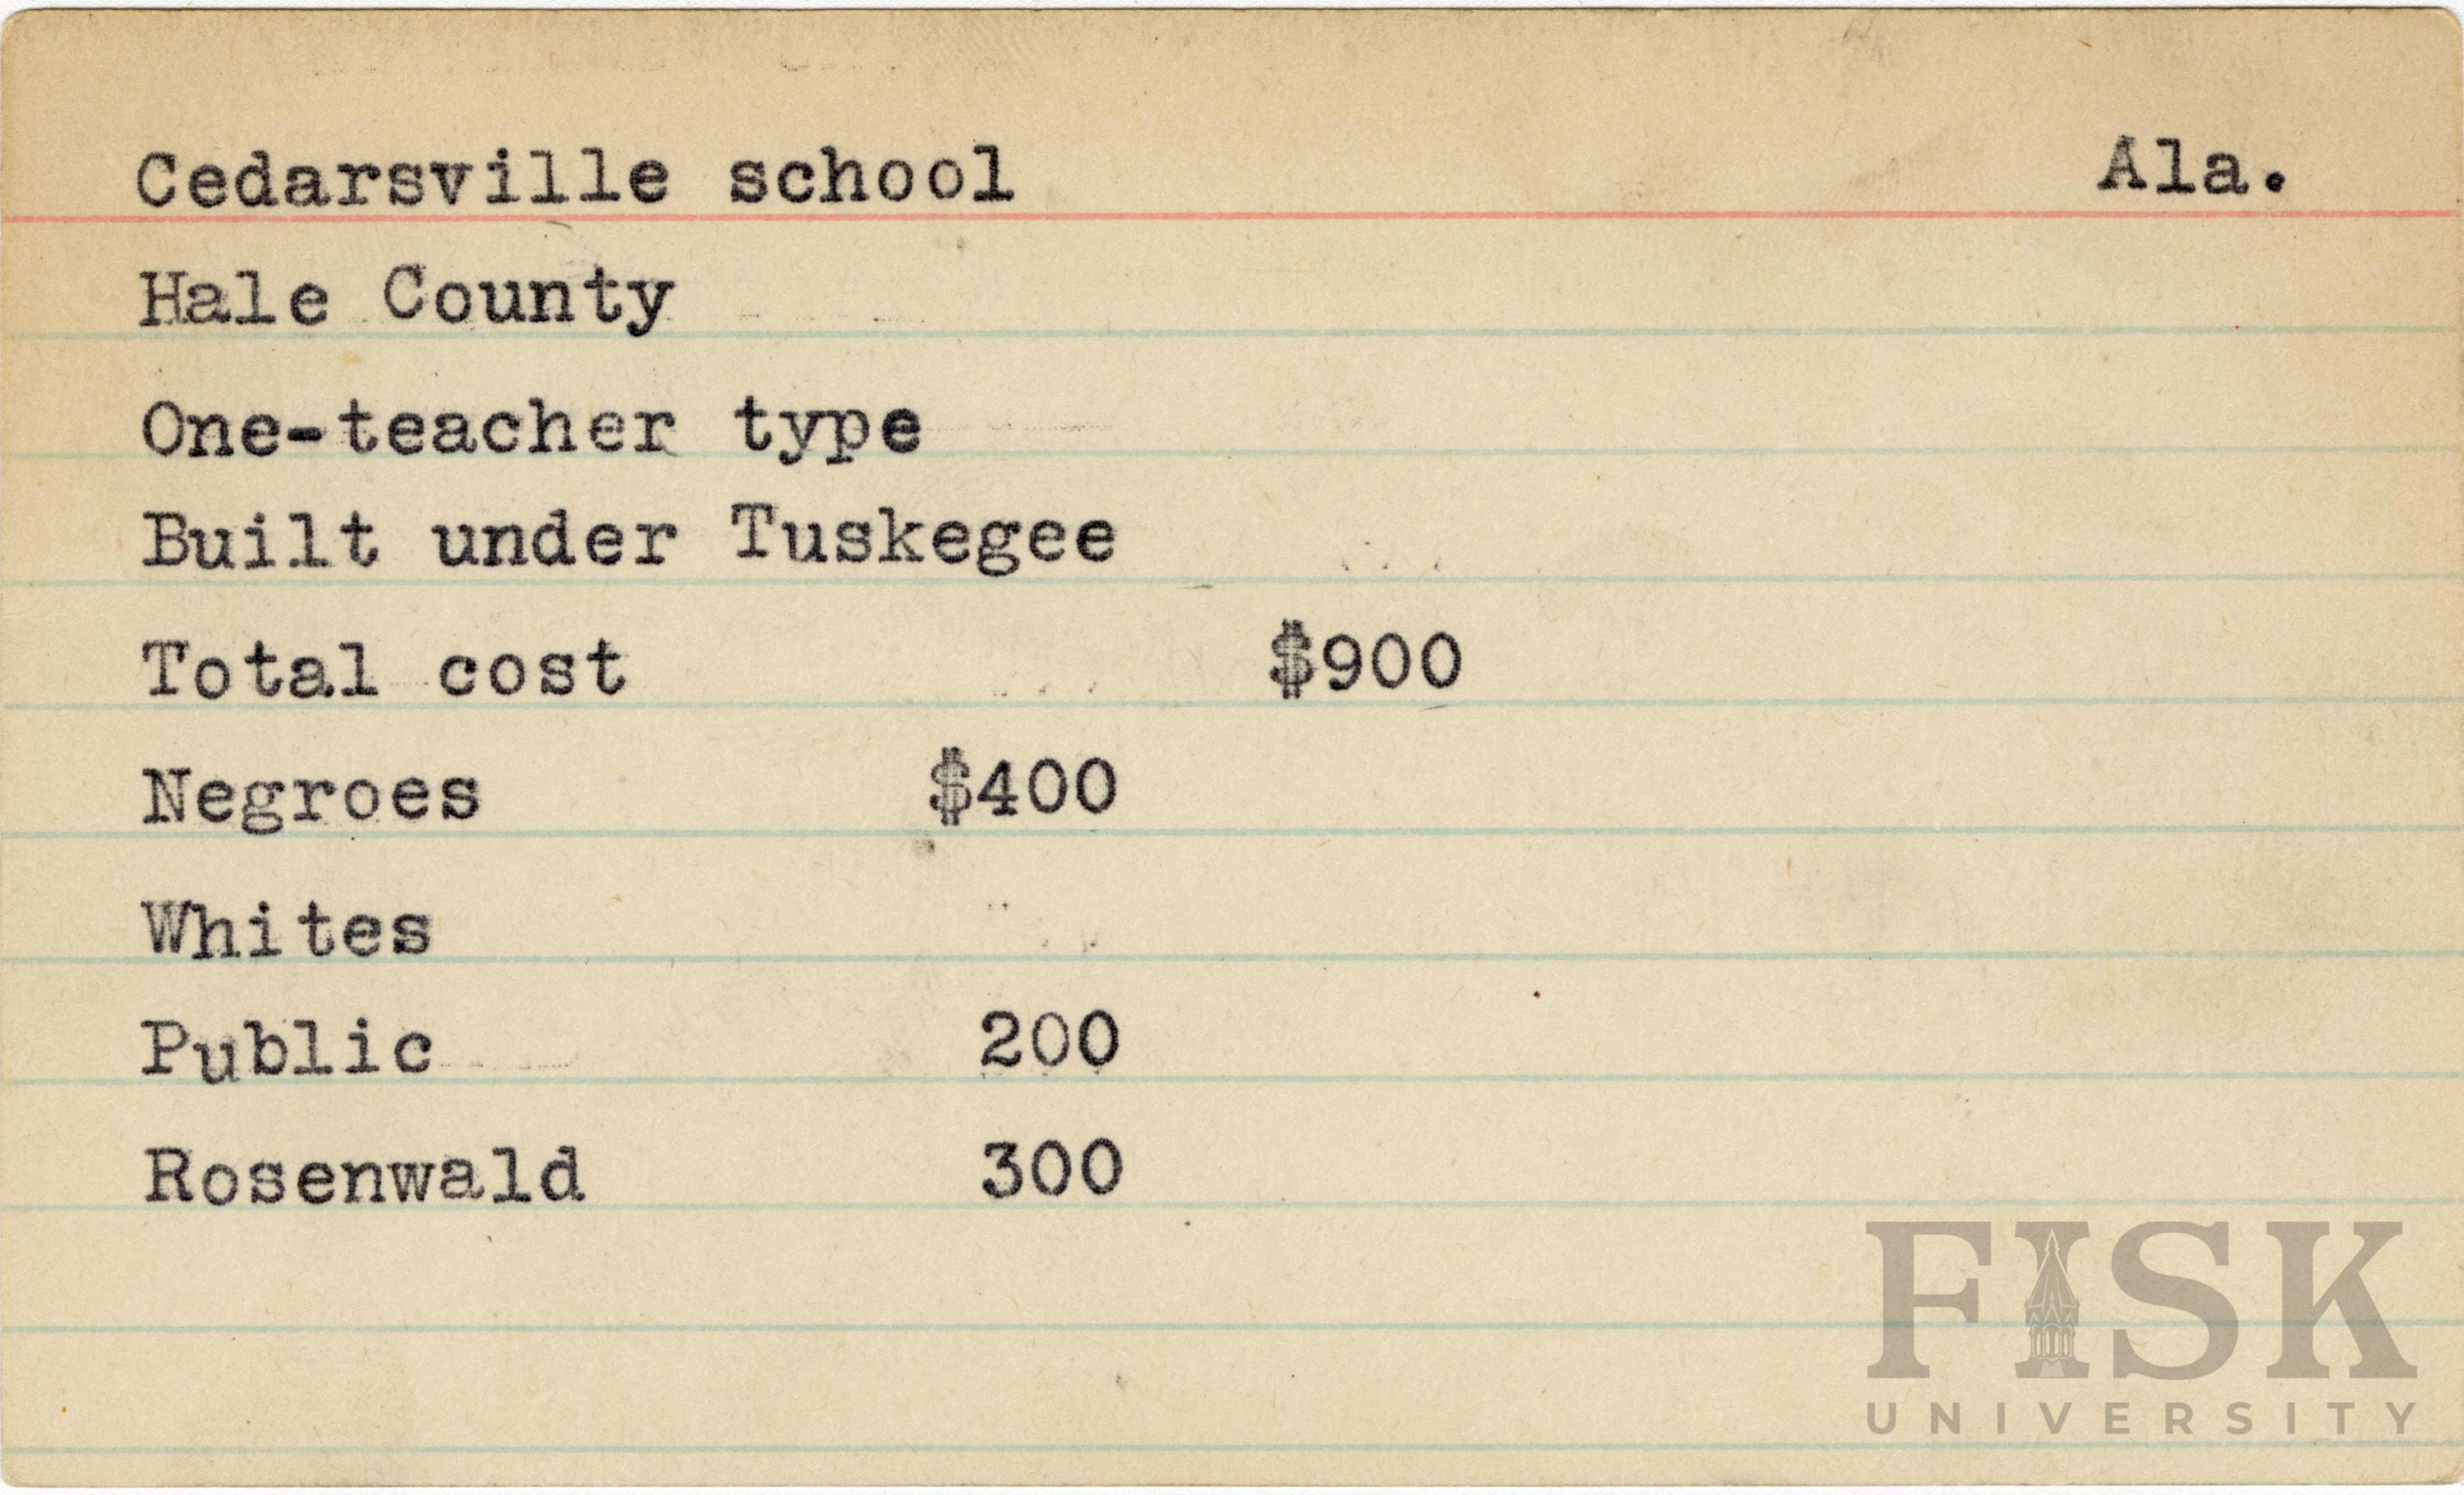 Cedarsville school Ala.
Hale County
One-teacher type
Built under Tuskegee
Total cost $900
Negroes $400
Whites
Public 200
Rosenwald 300
FISK
UNIVERSITY